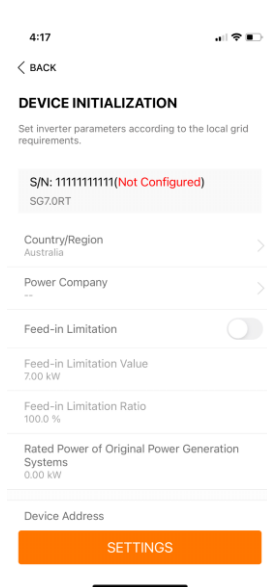 4:17
BACK
DEVICE INITIALIZATION
Set inverter parameters according to the local grid
requirements.
S/N: 11111111111(Not Configured)
SG7.0RT
Country/Region
Australia
Power Company
--
Feed-in Limitation
Feed-in Limitation Value
7.00 kW
Feed-in Limitation Ratio
100.0 %
Rated Power of Original Power Generation
Systems
0.00 kW
Device Address
SETTINGS